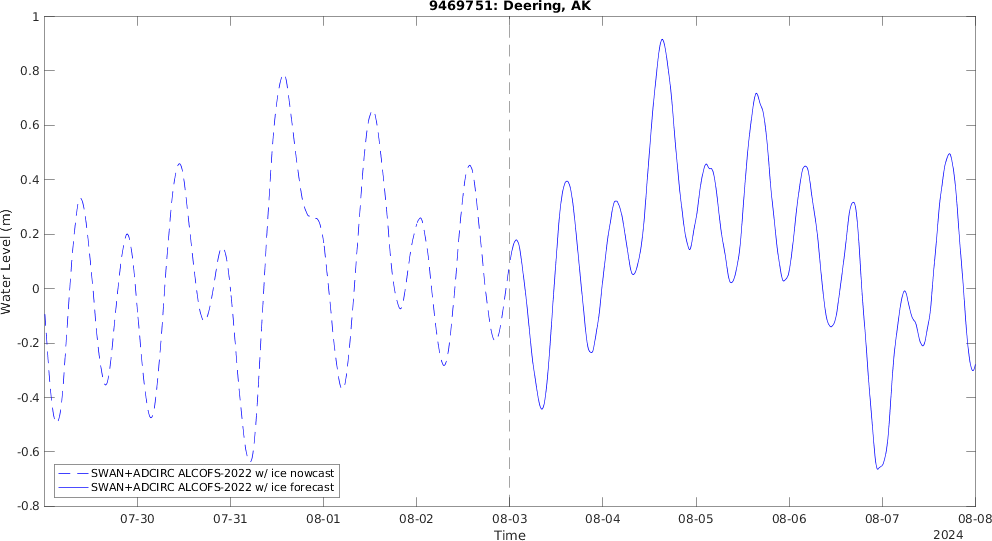 9469751: Deering, AK
1
0.8
0.6
0.4
0.2
0
-0.2
-0.4
-0.6
-0.8
Water Level (m)
SWAN+ADCIRC ALCOFS-2022 w/ ice nowcast
SWAN+ADCIRC ALCOFS-2022 w/ ice forecast
07-30 07-31 08-01 08-02 08-03 08-04 08-05 08-06 08-07 08-08
Time
2024